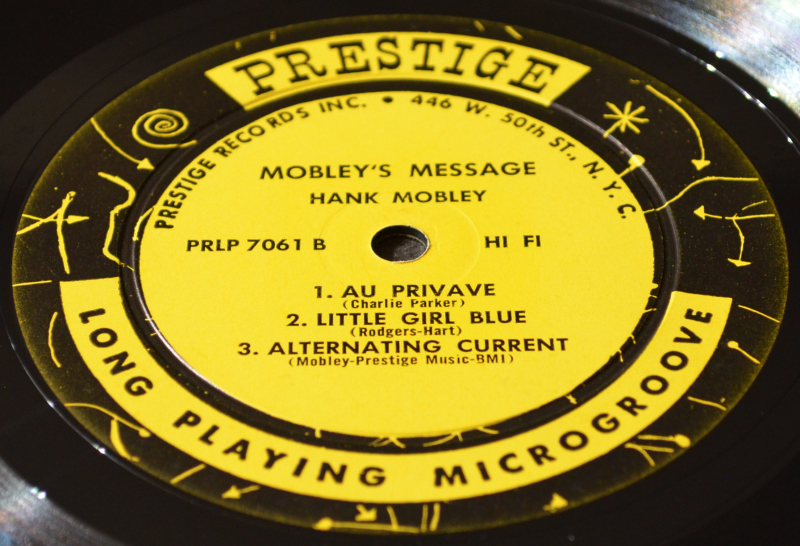 PRESTIGE
PRESTIGE RECORDS INC. • 446 W. 50th ST., N.Y.C.
MOBLEY'S MESSAGE
HANK MOBLEY
PRLP 7061 B HI FI
1. AU PRIVAVE
(Charlie Parker)
2. LITTLE GIRL BLUE
(Rodgers-Hart)
3. ALTERNATING CURRENT
(Mobley-Prestige Music-BMI)
LONG PLAYING MICROGROOVE